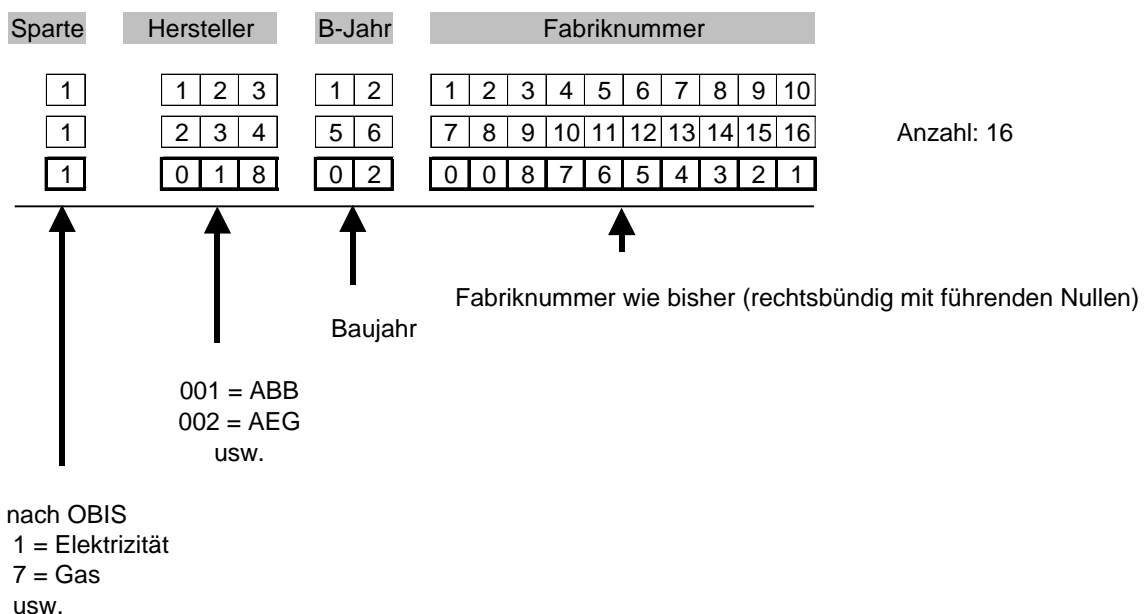 Sparte Hersteller B-Jahr Fabriknummer
1 1 2 3 1 2 1 2 3 4 5 6 7 8 9 10
1 2 3 4 5 6 7 8 9 10 11 12 13 14 15 16 Anzahl: 16
1 0 1 8 0 2 0 0 8 7 6 5 4 3 2 1
Fabriknummer wie bisher (rechtsbündig mit führenden Nullen)
Baujahr
001 = ABB
002 = AEG
usw.
nach OBIS
1 = Elektrizität
7 = Gas
usw.